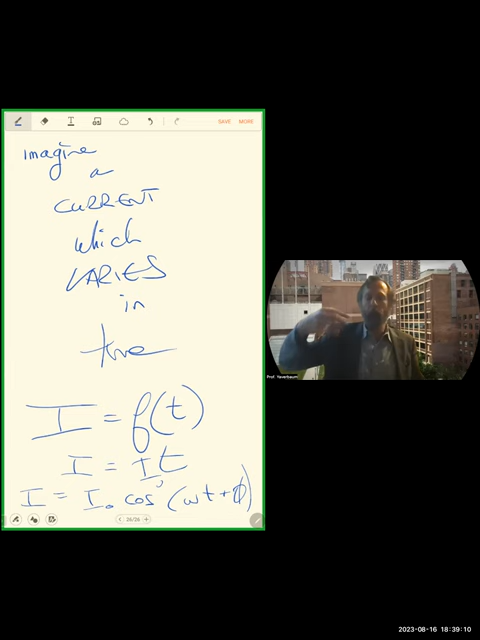 SAVE MORE
imagine
a
CURRENT
which
VARIES
in
time
I = f(t)
I = I₀t
I = I₀ cos (ωt+ϕ)
26/26
Prof. Yaverbaum
2023-08-16 18:39:10